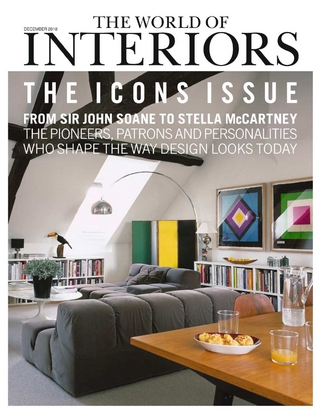 DECEMBER 2018
THE WORLD OF
INTERIORS
THE ICONS ISSUE
FROM SIR JOHN SOANE TO STELLA McCARTNEY
THE PIONEERS, PATRONS AND PERSONALITIES
WHO SHAPE THE WAY DESIGN LOOKS TODAY